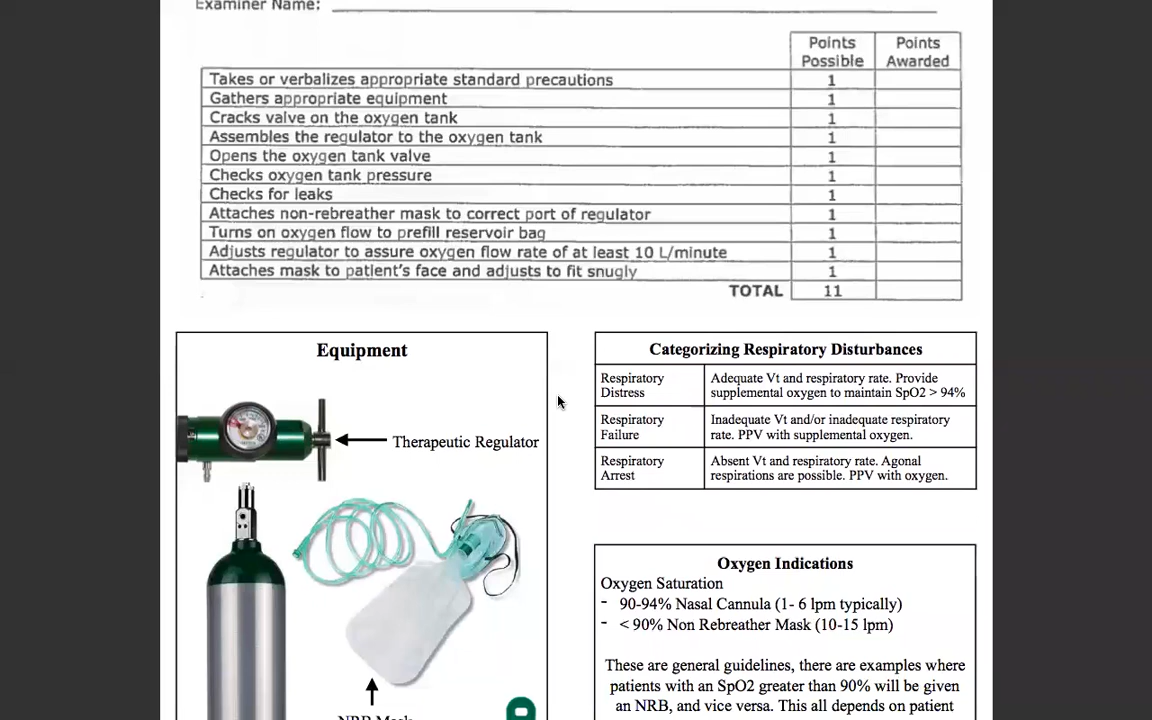 Examiner Name:
Points Possible
Points Awarded
Takes or verbalizes appropriate standard precautions 1
Gathers appropriate equipment 1
Cracks valve on the oxygen tank 1
Assembles the regulator to the oxygen tank 1
Opens the oxygen tank valve 1
Checks oxygen tank pressure 1
Checks for leaks 1
Attaches non-rebreather mask to correct port of regulator 1
Turns on oxygen flow to prefill reservoir bag 1
Adjusts regulator to assure oxygen flow rate of at least 10 L/minute 1
Attaches mask to patient's face and adjusts to fit snugly 1
TOTAL 11
Equipment
Therapeutic Regulator
NRB Mask
Categorizing Respiratory Disturbances
Respiratory Distress
Adequate Vt and respiratory rate. Provide
supplemental oxygen to maintain SpO2 > 94%
Respiratory Failure
Inadequate Vt and/or inadequate respiratory
rate. PPV with supplemental oxygen.
Respiratory Arrest
Absent Vt and respiratory rate. Agonal
respirations are possible. PPV with oxygen.
Oxygen Indications
Oxygen Saturation
- 90-94% Nasal Cannula (1- 6 lpm typically)
- < 90% Non Rebreather Mask (10-15 lpm)
These are general guidelines, there are examples where
patients with an SpO2 greater than 90% will be given
an NRB, and vice versa. This all depends on patient